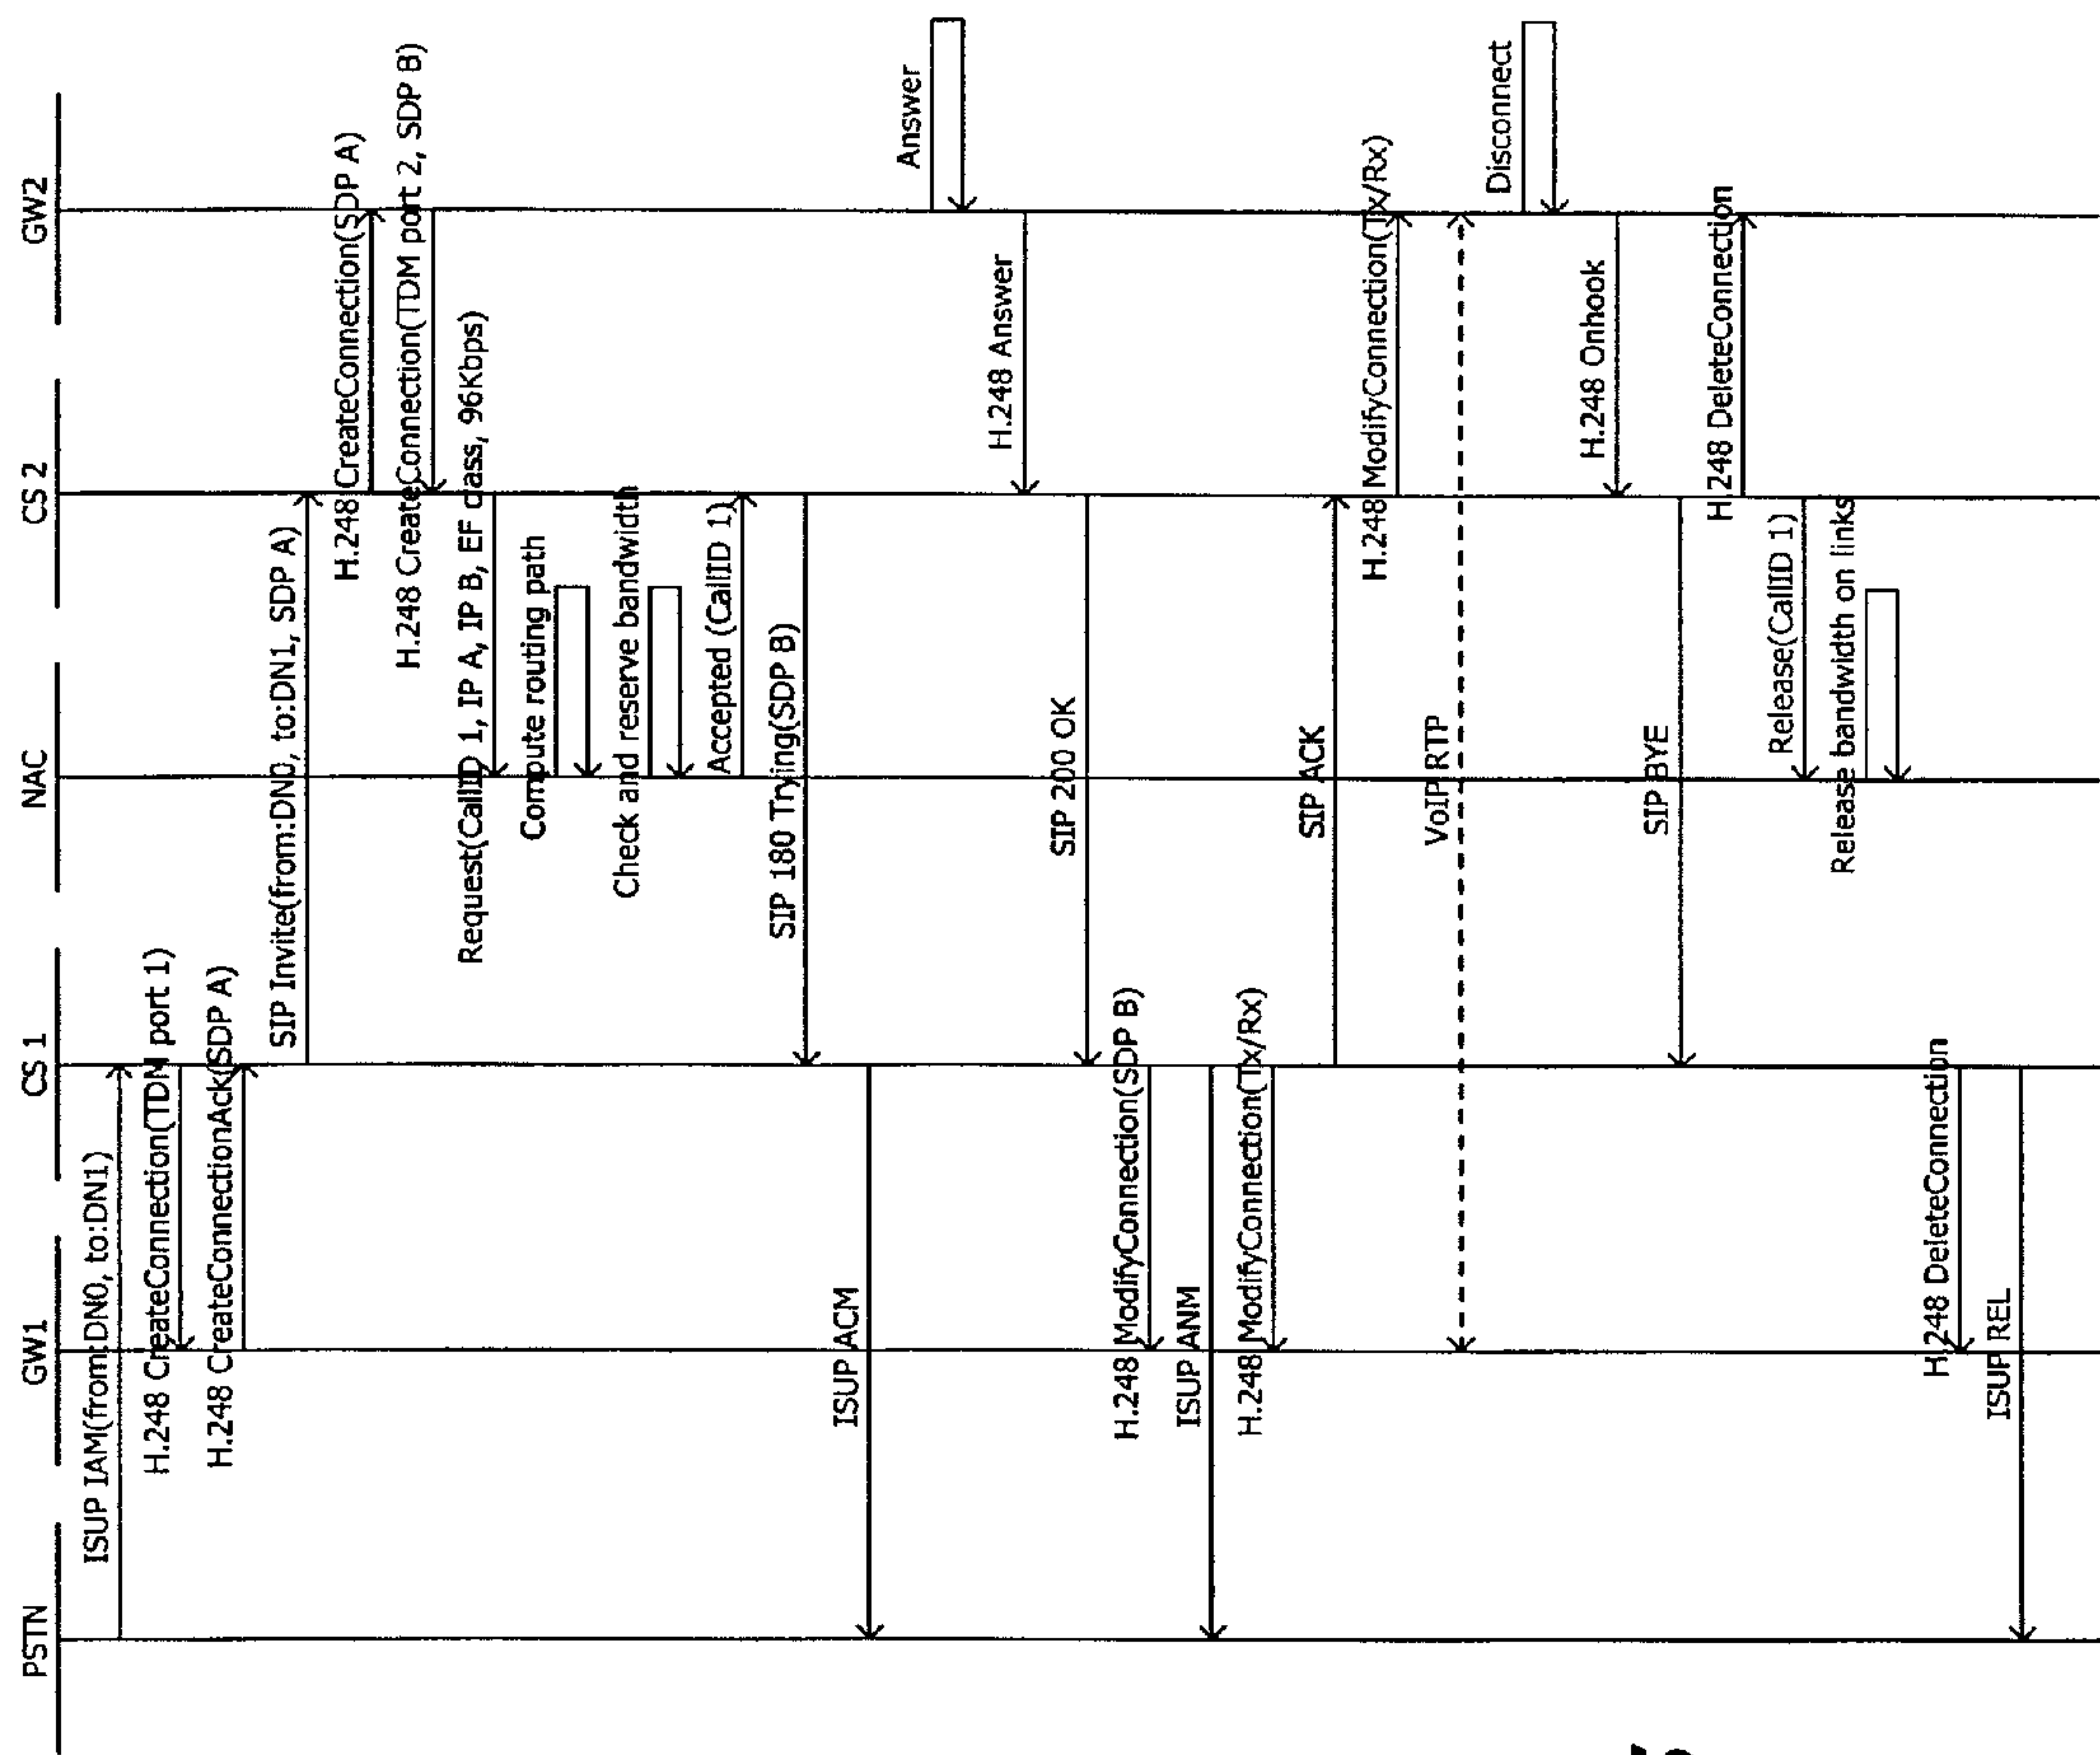 PSTN
GW1
CS 1
NAC
CS 2
GW2
ISUP IAM(from:DN0, to:DN1)
H.248 CreateConnection(TDM port 1)
H.248 CreateConnectionAck(SDP A)
SIP Invite(from:DN0, to:DN1, SDP A)
H.248 CreateConnection(SDP A)
H.248 CreateConnection(TDM port 2, SDP B)
Request(CallID 1, IP A, IP B, EF class, 96Kbps)
Compute routing path
Check and reserve bandwidth
Accepted (CallID 1)
SIP 180 Trying(SDP B)
ISUP ACM
Answer
H.248 Answer
SIP 200 OK
H.248 ModifyConnection(SDP B)
ISUP ANM
H.248 ModifyConnection(Tx/Rx)
SIP ACK
H.248 ModifyConnection(Tx/Rx)
VoIP RTP
Disconnect
H.248 Onhook
SIP BYE
H.248 DeleteConnection
Release(CallID 1)
Release bandwidth on links
H.248 DeleteConnection
ISUP REL